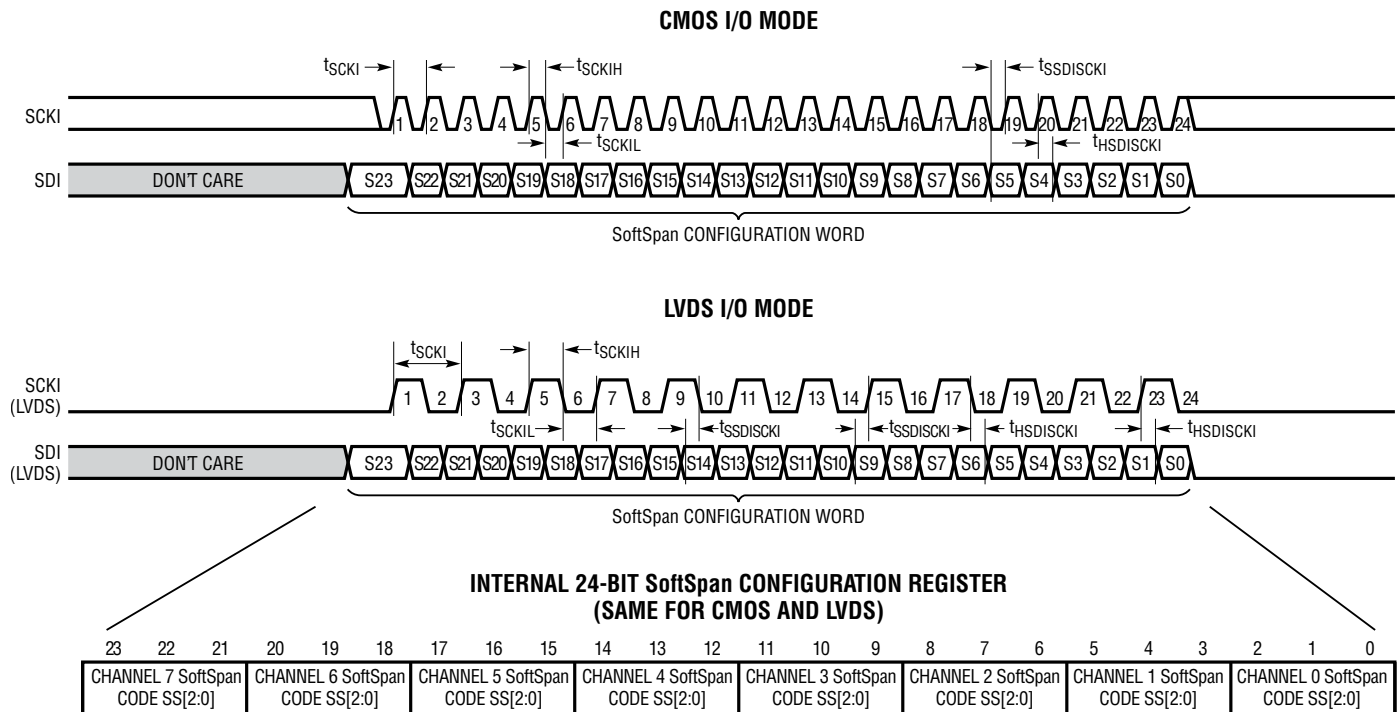 CMOS I/O MODE
tSCKI tSCKIH tSSDISCKI
SCKI
1 2 3 4 5 6 7 8 9 10 11 12 13 14 15 16 17 18 19 20 21 22 23 24
tSCKIL tHSDISCKI
SDI DON'T CARE S23 S22 S21 S20 S19 S18 S17 S16 S15 S14 S13 S12 S11 S10 S9 S8 S7 S6 S5 S4 S3 S2 S1 S0
SoftSpan CONFIGURATION WORD
LVDS I/O MODE
tSCKI tSCKIH
SCKI
(LVDS)
1 2 3 4 5 6 7 8 9 10 11 12 13 14 15 16 17 18 19 20 21 22 23 24
tSCKIL tSSDISCKI tSSDISCKI tHSDISCKI tHSDISCKI
SDI
(LVDS)
DON'T CARE S23 S22 S21 S20 S19 S18 S17 S16 S15 S14 S13 S12 S11 S10 S9 S8 S7 S6 S5 S4 S3 S2 S1 S0
SoftSpan CONFIGURATION WORD
INTERNAL 24-BIT SoftSpan CONFIGURATION REGISTER
(SAME FOR CMOS AND LVDS)
23 22 21 20 19 18 17 16 15 14 13 12 11 10 9 8 7 6 5 4 3 2 1 0
CHANNEL 7 SoftSpan CHANNEL 6 SoftSpan CHANNEL 5 SoftSpan CHANNEL 4 SoftSpan CHANNEL 3 SoftSpan CHANNEL 2 SoftSpan CHANNEL 1 SoftSpan CHANNEL 0 SoftSpan
CODE SS[2:0] CODE SS[2:0] CODE SS[2:0] CODE SS[2:0] CODE SS[2:0] CODE SS[2:0] CODE SS[2:0] CODE SS[2:0]